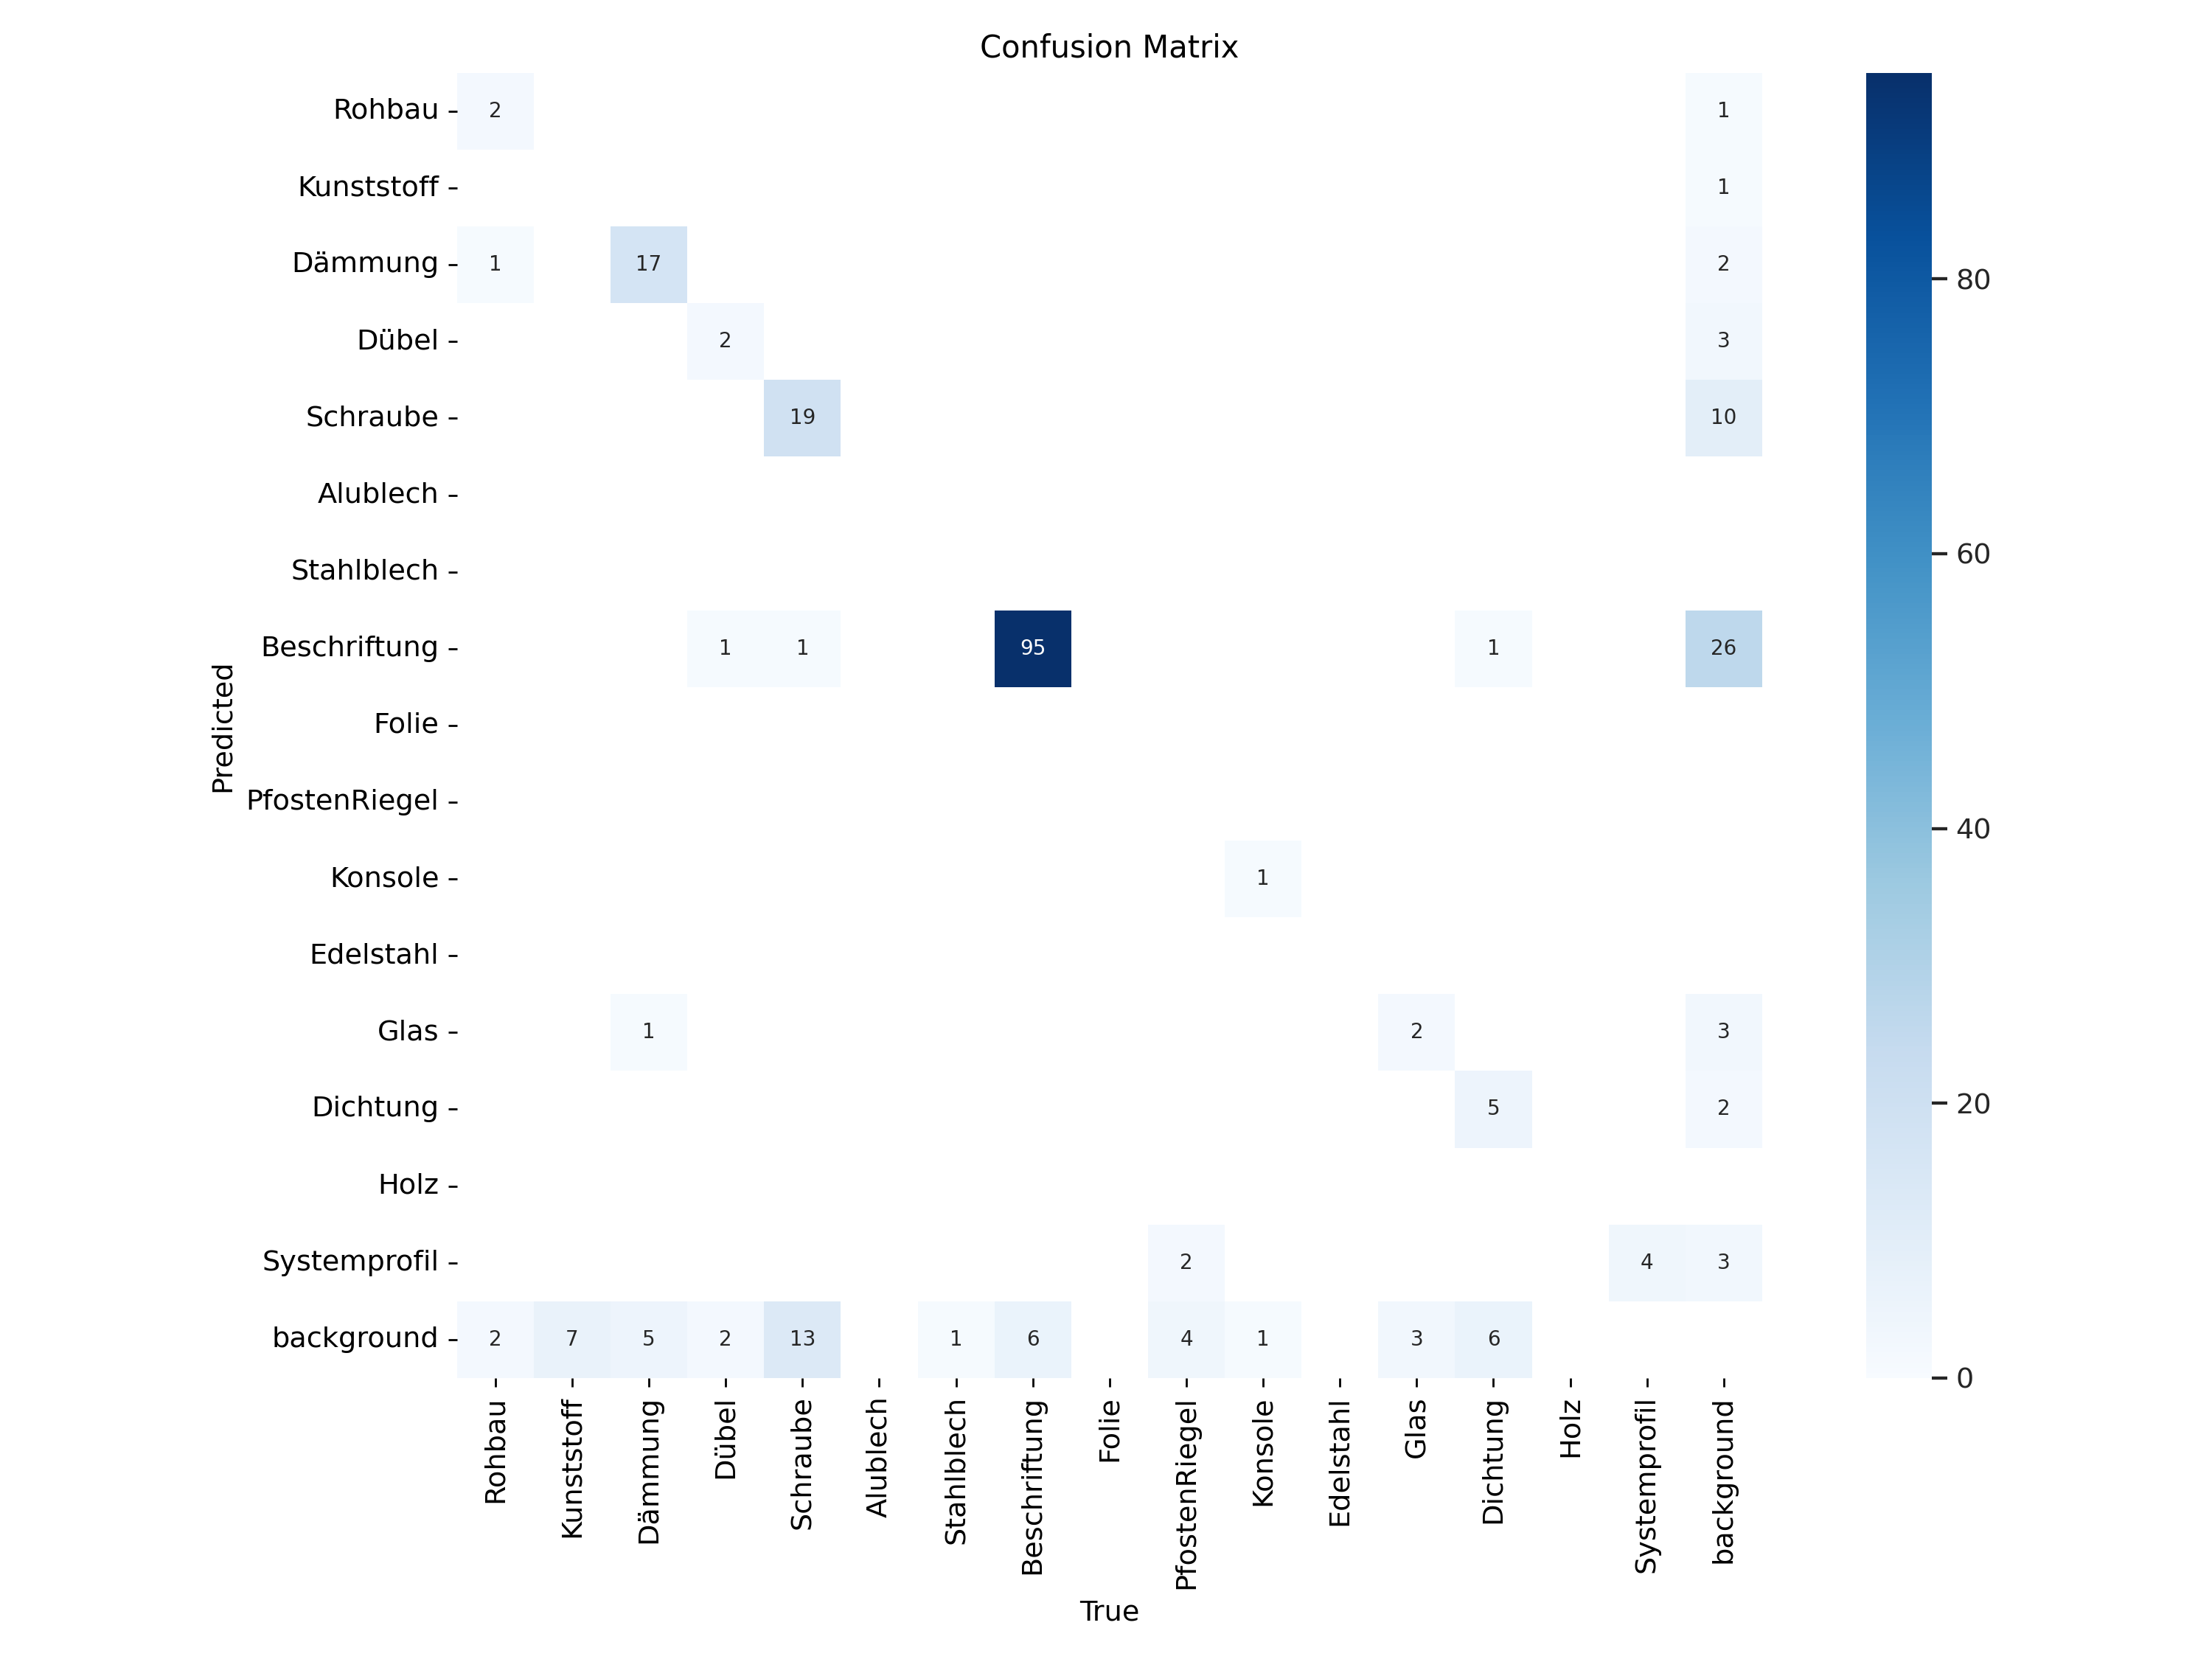 Confusion Matrix
Rohbau 2 1
Kunststoff 1
Dämmung 1 17 2
Dübel 2 3
Schraube 19 10
Alublech
Stahlblech
Beschriftung 1 1 95 1 26
Folie
PfostenRiegel
Konsole 1
Edelstahl
Glas 1 2 3
Dichtung 5 2
Holz
Systemprofil 2 4 3
background 2 7 5 2 13 1 6 4 1 3 6
Predicted
Rohbau
Kunststoff
Dämmung
Dübel
Schraube
Alublech
Stahlblech
Beschriftung
Folie
PfostenRiegel
Konsole
Edelstahl
Glas
Dichtung
Holz
Systemprofil
background
True
80
60
40
20
0